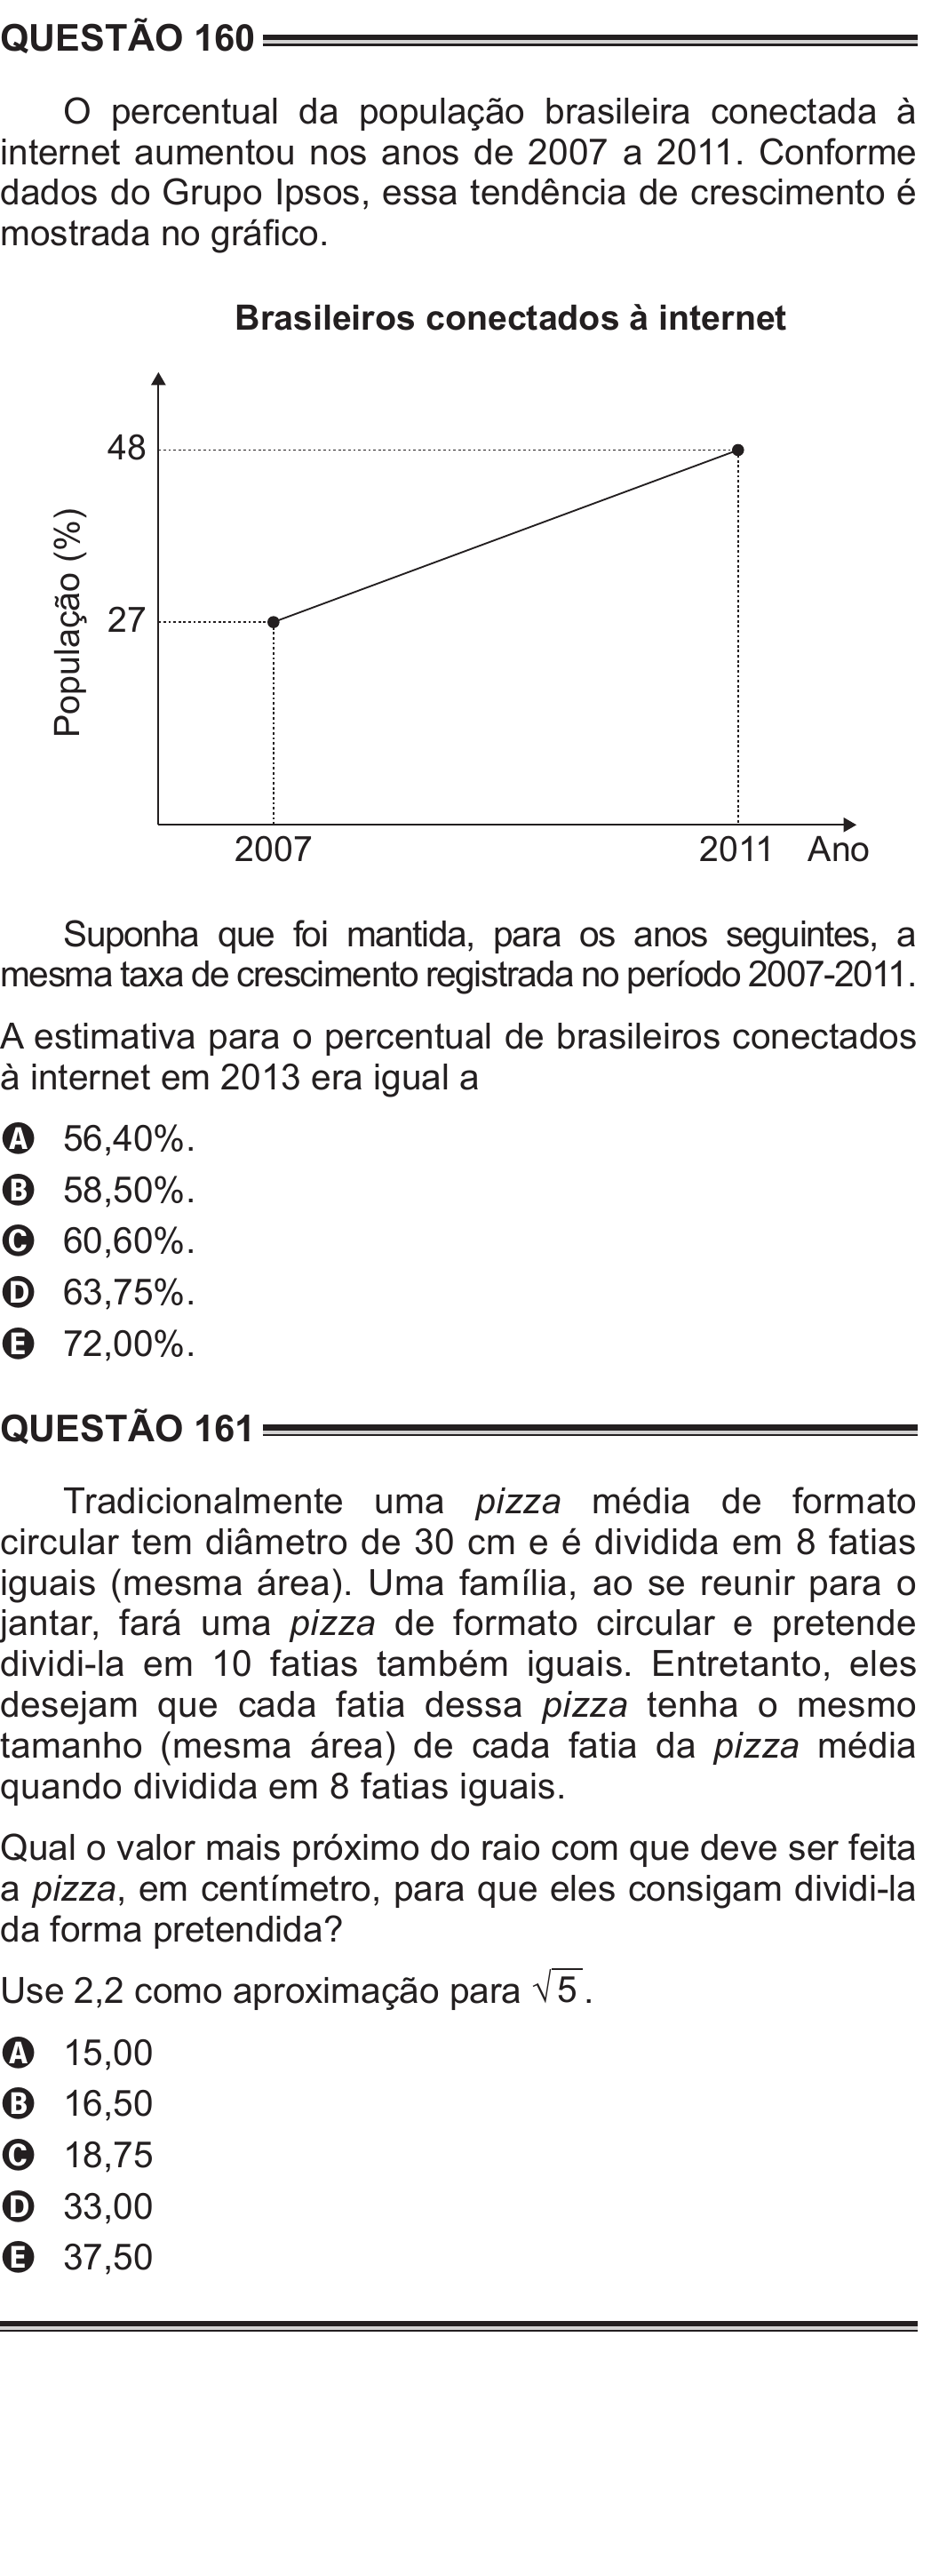 QUESTÃO 160
O percentual da população brasileira conectada à
internet aumentou nos anos de 2007 a 2011. Conforme
dados do Grupo Ipsos, essa tendência de crescimento é
mostrada no gráfico.
Brasileiros conectados à internet
48
27
População (%)
2007
2011
Ano
Suponha que foi mantida, para os anos seguintes, a
mesma taxa de crescimento registrada no período 2007-2011.
A estimativa para o percentual de brasileiros conectados
à internet em 2013 era igual a
A 56,40%.
B 58,50%.
C 60,60%.
D 63,75%.
E 72,00%.
QUESTÃO 161
Tradicionalmente uma pizza média de formato
circular tem diâmetro de 30 cm e é dividida em 8 fatias
iguais (mesma área). Uma família, ao se reunir para o
jantar, fará uma pizza de formato circular e pretende
dividi-la em 10 fatias também iguais. Entretanto, eles
desejam que cada fatia dessa pizza tenha o mesmo
tamanho (mesma área) de cada fatia da pizza média
quando dividida em 8 fatias iguais.
Qual o valor mais próximo do raio com que deve ser feita
a pizza, em centímetro, para que eles consigam dividi-la
da forma pretendida?
Use 2,2 como aproximação para √5.
A 15,00
B 16,50
C 18,75
D 33,00
E 37,50